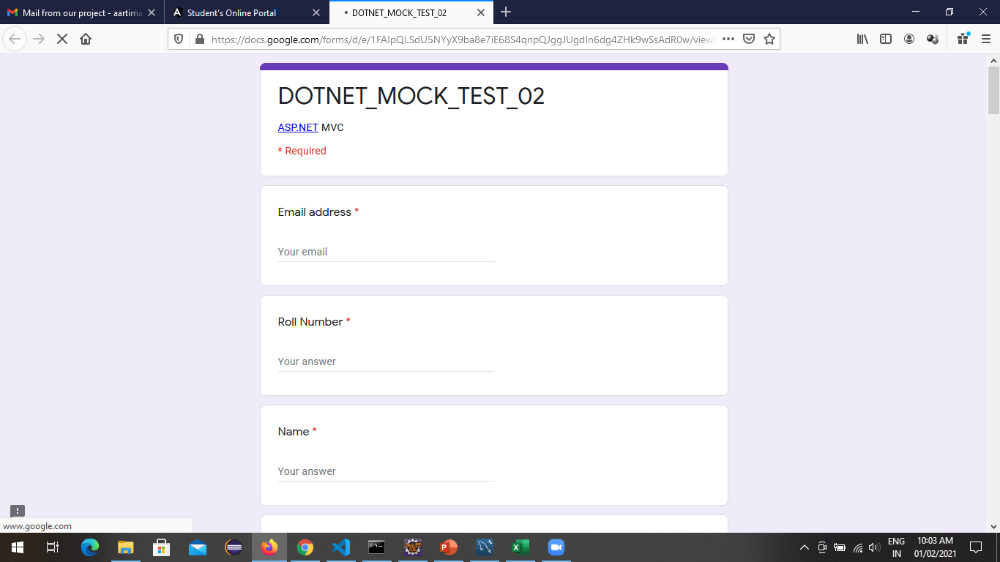 Mail from our project - aartima
Student's Online Portal
DOTNET_MOCK_TEST_02
https://docs.google.com/forms/d/e/1FAIpQLSdU5NYyX9ba8e7iE68S4qnpQJggJUgdIn6dg4ZHk9wSsAdR0w/view
DOTNET_MOCK_TEST_02
ASP.NET MVC
* Required
Email address *
Your email
Roll Number *
Your answer
Name *
Your answer
www.google.com
ENG
IN
10:03 AM
01/02/2021